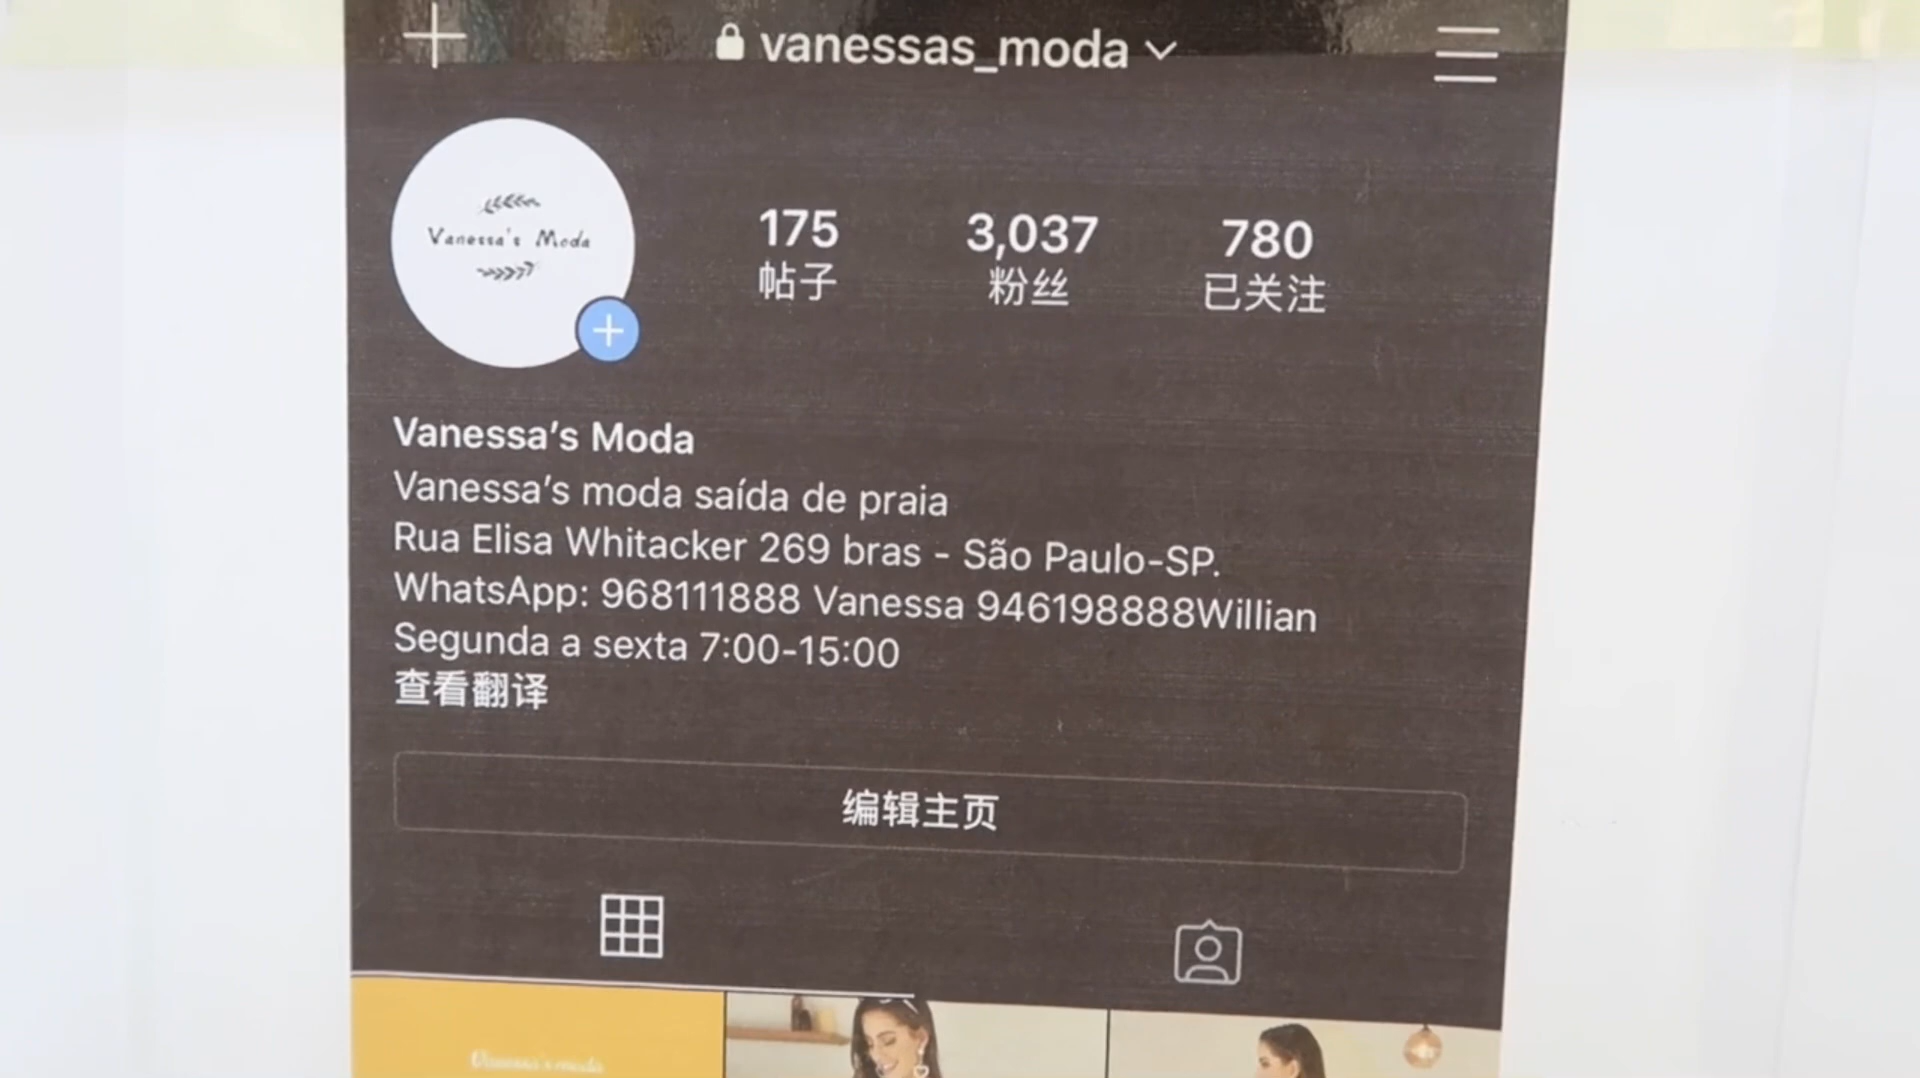 vanessas_moda
Vanessa's Moda
175
帖子
3,037
粉丝
780
已关注
Vanessa's Moda
Vanessa's moda saída de praia
Rua Elisa Whitacker 269 bras - São Paulo-SP.
WhatsApp: 968111888 Vanessa 946198888Willian
Segunda a sexta 7:00-15:00
查看翻译
编辑主页
Vanessa's moda